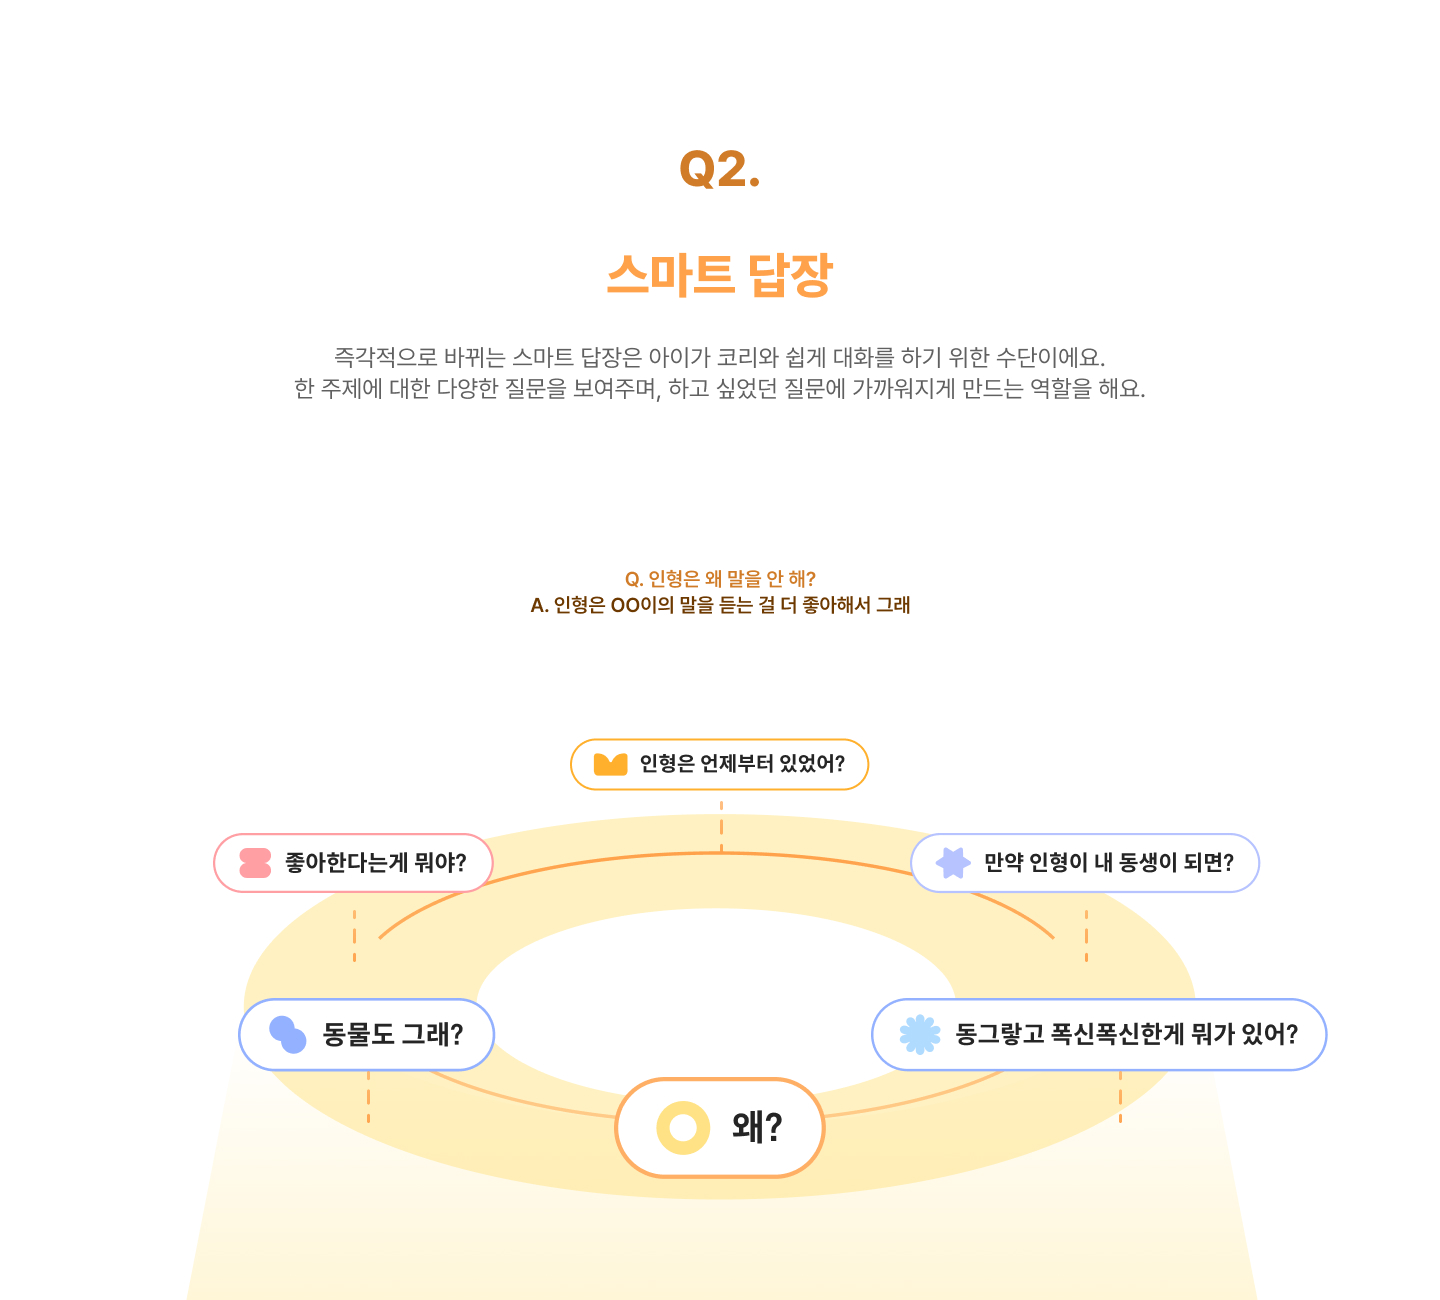 Q2.
스마트 답장
즉각적으로 바뀌는 스마트 답장은 아이가 코리와 쉽게 대화를 하기 위한 수단이에요.
한 주제에 대한 다양한 질문을 보여주며, 하고 싶었던 질문에 가까워지게 만드는 역할을 해요.
Q. 인형은 왜 말을 안 해?
A. 인형은 OO이의 말을 듣는 걸 더 좋아해서 그래
인형은 언제부터 있었어?
좋아한다는게 뭐야?
만약 인형이 내 동생이 되면?
동물도 그래?
동그랗고 폭신폭신한게 뭐가 있어?
왜?